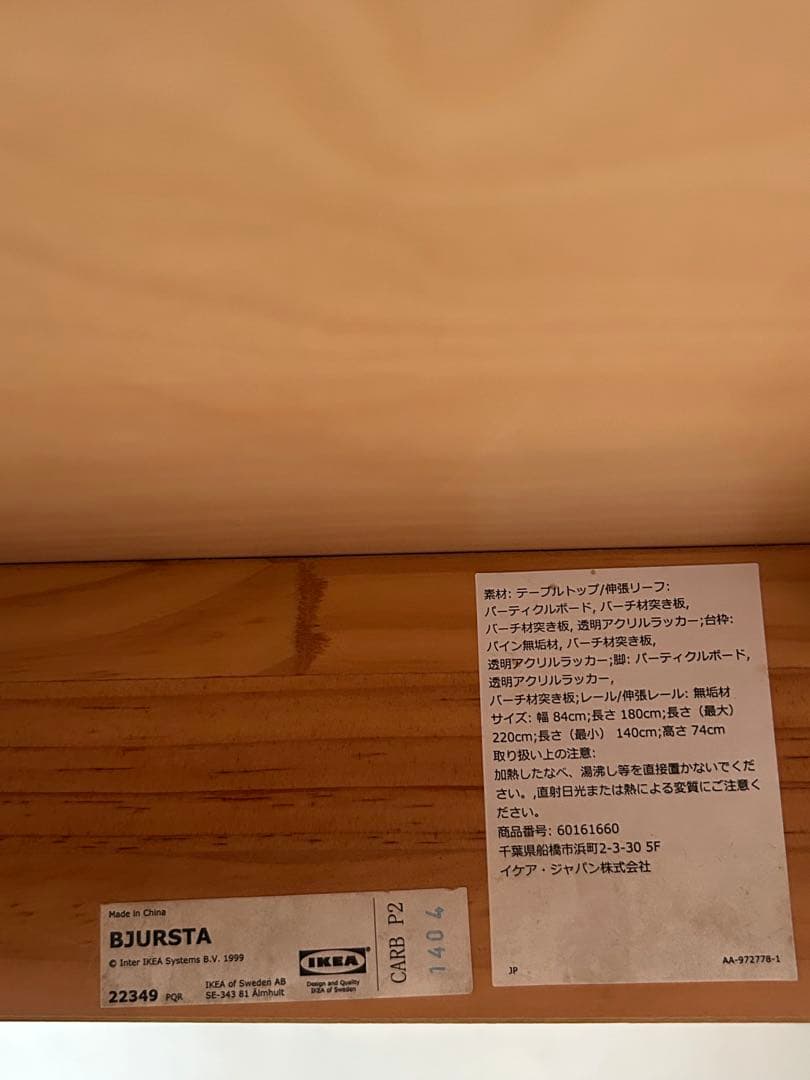 素材: テーブルトップ/伸張リーフ:
パーティクルボード, バーチ材突き板,
バーチ材突き板, 透明アクリルラッカー;台枠:
パイン無垢材, バーチ材突き板,
透明アクリルラッカー;脚: パーティクルボード,
透明アクリルラッカー,
バーチ材突き板;レール/伸張レール: 無垢材
サイズ: 幅 84cm;長さ 180cm;長さ（最大）
220cm;長さ（最小） 140cm;高さ 74cm
取り扱い上の注意:
加熱したなべ、湯沸し等を直接置かないでくだ
さい。,直射日光または熱による変質にご注意く
ださい。
商品番号: 60161660
千葉県船橋市浜町2-3-30 5F
イケア・ジャパン株式会社
JP
AA-972778-1
Made in China
BJURSTA
© Inter IKEA Systems B.V. 1999
22349 PQR
IKEA of Sweden AB
SE-343 81 Älmhult
IKEA®
Design and Quality
IKEA of Sweden
CARB P2
1404